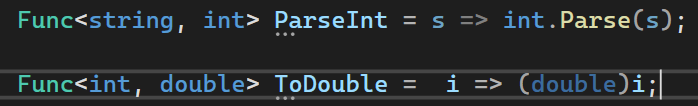 Func<string, int> ParseInt = s => int.Parse(s);
Func<int, double> ToDouble =  i => (double)i;